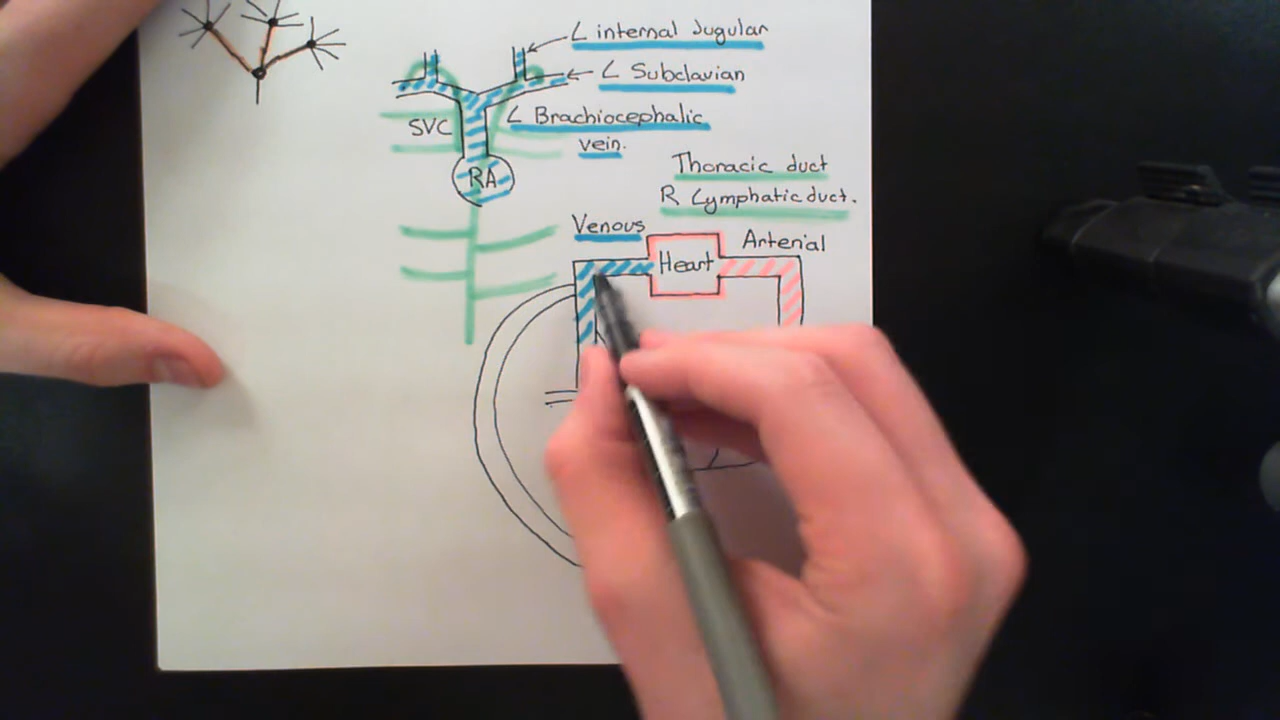 L internal Jugular
L Subclavian
L Brachiocephalic
vein.
SVC
RA
Thoracic duct
R Lymphatic duct.
Venous
Arterial
Heart